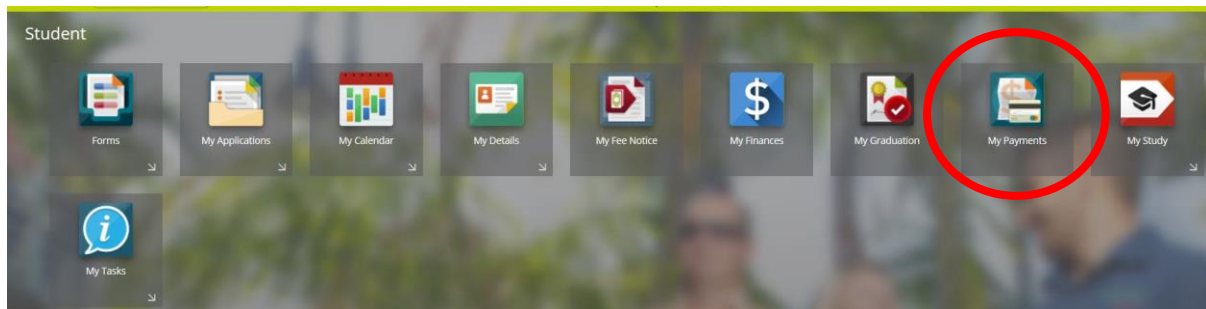 Student
Forms
My Applications
My Calendar
My Details
My Fee Notice
My Finances
My Graduation
My Payments
My Study
My Tasks